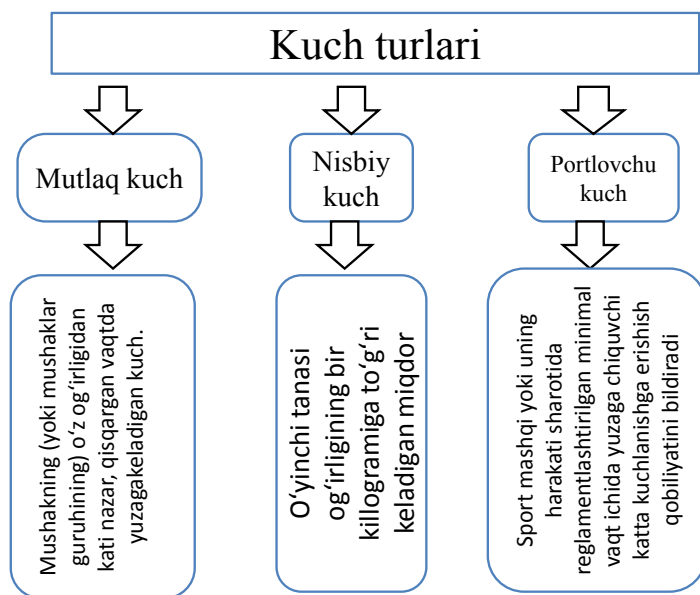 Kuch turlari
Mutlaq kuch
Nisbiy
kuch
Portlovchu
kuch
Mushakning (yoki mushaklar
guruhining) o‘z og‘irligidan
kati nazar, qisqargan vaqtda
yuzagakeladigan kuch.
O‘yinchi tanasi
og‘irligining bir
killogramiga to‘g‘ri
keladigan miqdor
Sport mashqi yoki uning
harakati sharotida
reglamentlashtirilgan minimal
vaqt ichida yuzaga chiquvchi
katta kuchlanishga erishish
qobiliyatini bildiradi